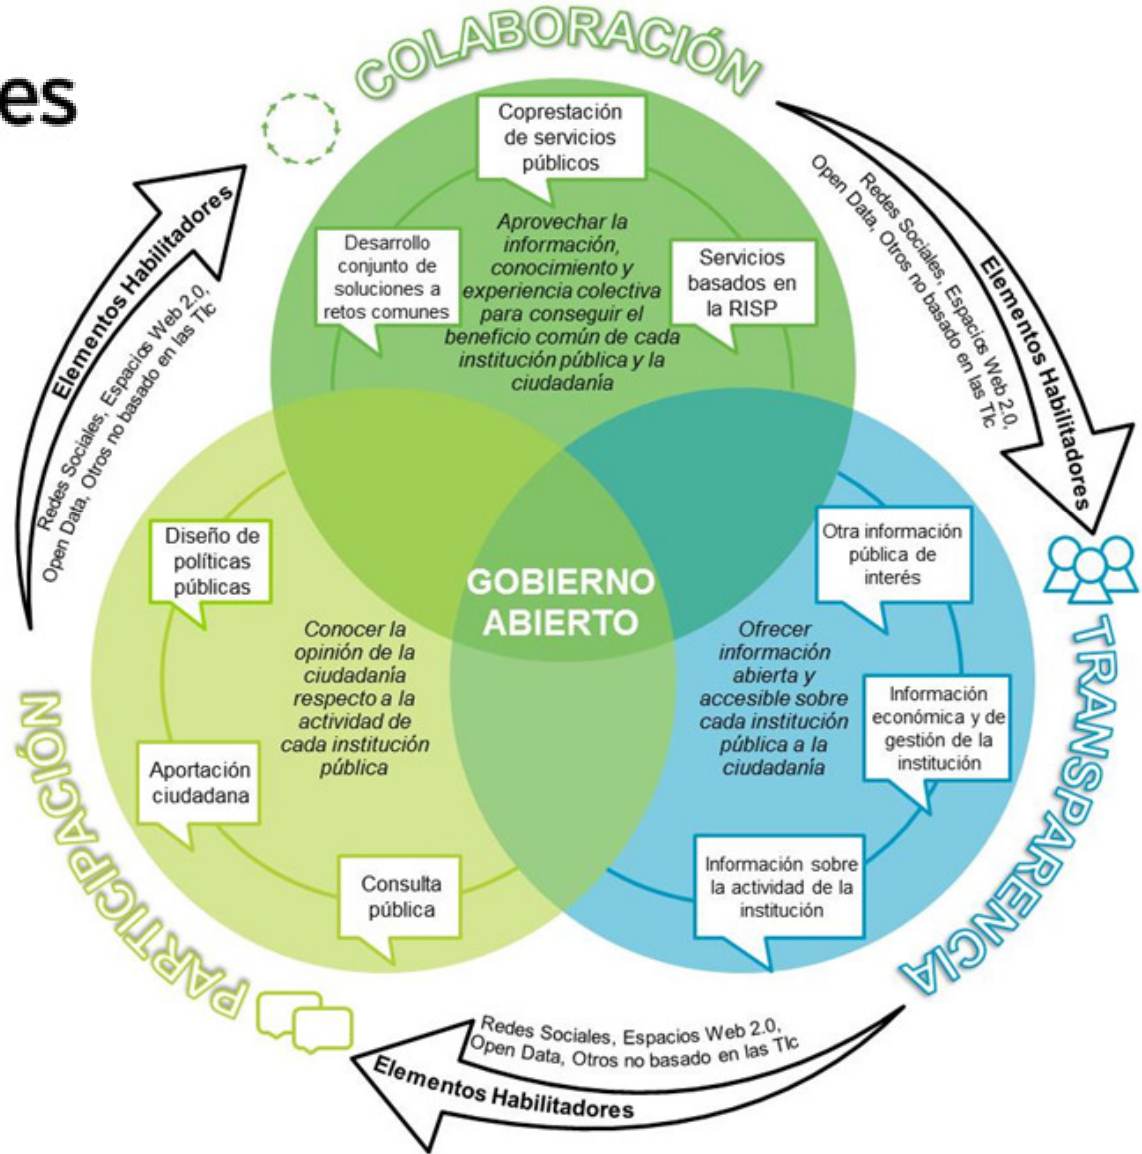 es
COLABORACIÓN
Coprestación
de servicios
públicos
Desarrollo
conjunto de
soluciones a
retos comunes
Aprovechar la
información,
conocimiento y
experiencia colectiva
para conseguir el
beneficio común de cada
institución pública y la
ciudadanía
Servicios
basados en
la RISP
Elementos Habilitadores
Redes Sociales, Espacios Web 2.0,
Open Data, Otros no basado en las TIc
Elementos Habilitadores
Redes Sociales, Espacios Web 2.0,
Open Data, Otros no basado en las TIc
GOBIERNO
ABIERTO
Diseño de
políticas
públicas
Conocer la
opinión de la
ciudadanía
respecto a la
actividad de
cada institución
pública
Aportación
ciudadana
Consulta
pública
PARTICIPACIÓN
Otra información
pública de
interés
Ofrecer
información
abierta y
accesible sobre
cada institución
pública a la
ciudadanía
Información
económica y de
gestión de la
institución
Información sobre
la actividad de la
institución
TRANSPARENCIA
Redes Sociales, Espacios Web 2.0,
Open Data, Otros no basado en las TIc
Elementos Habilitadores